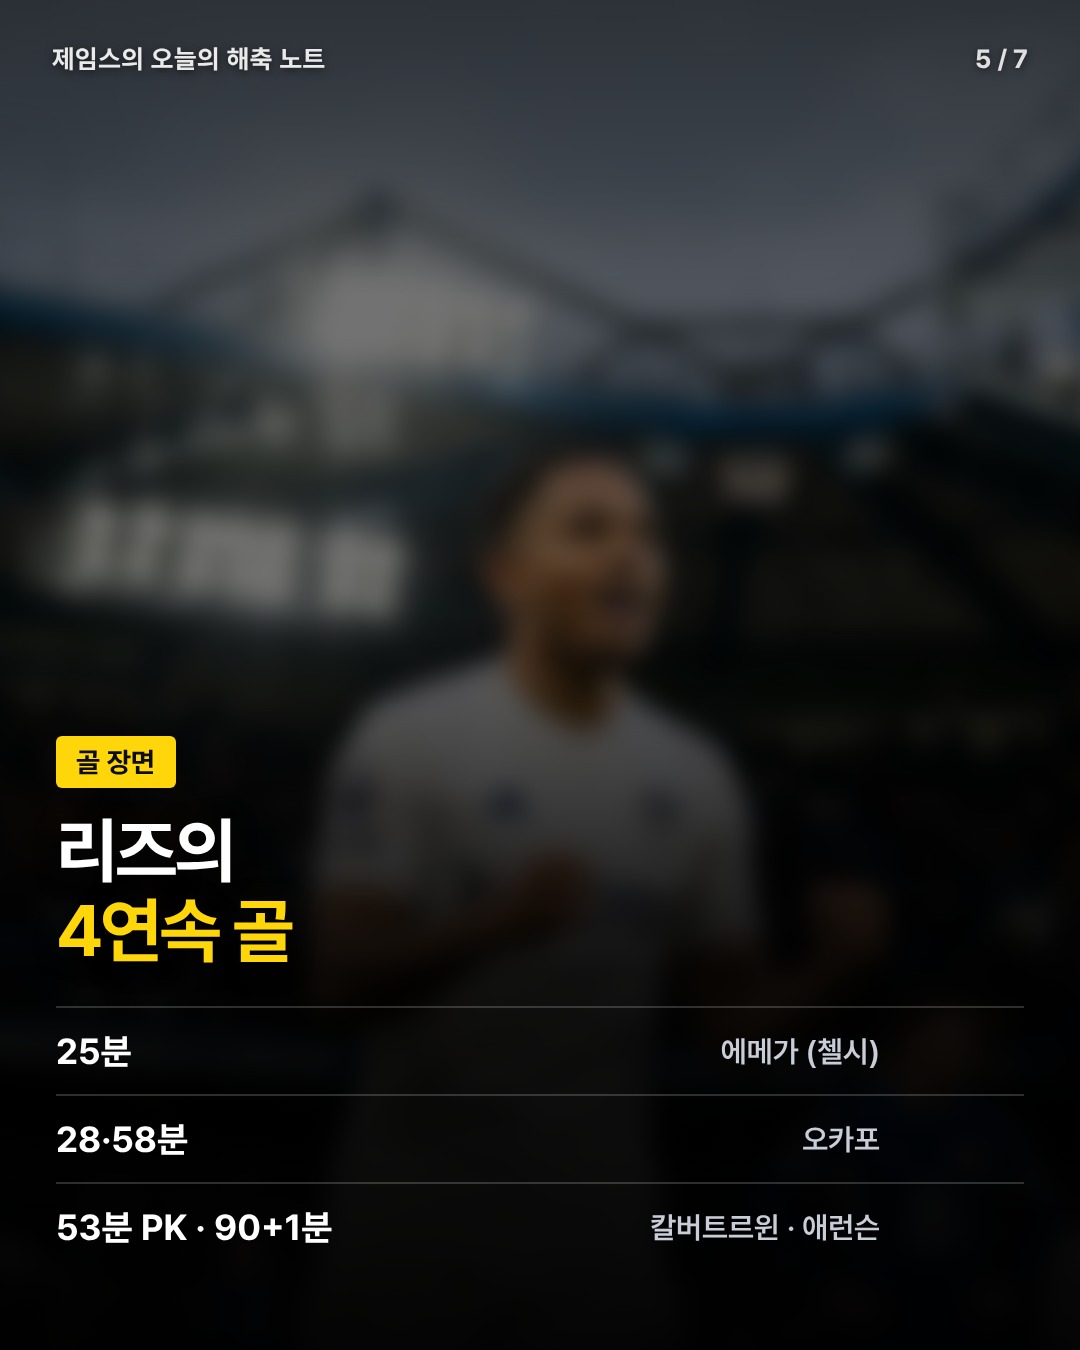 제임스의 오늘의 해축 노트
5 / 7
골 장면
리즈의
4연속 골
25분 에메가 (첼시)
28·58분 오카포
53분 PK · 90+1분 칼버트르윈 · 애런슨